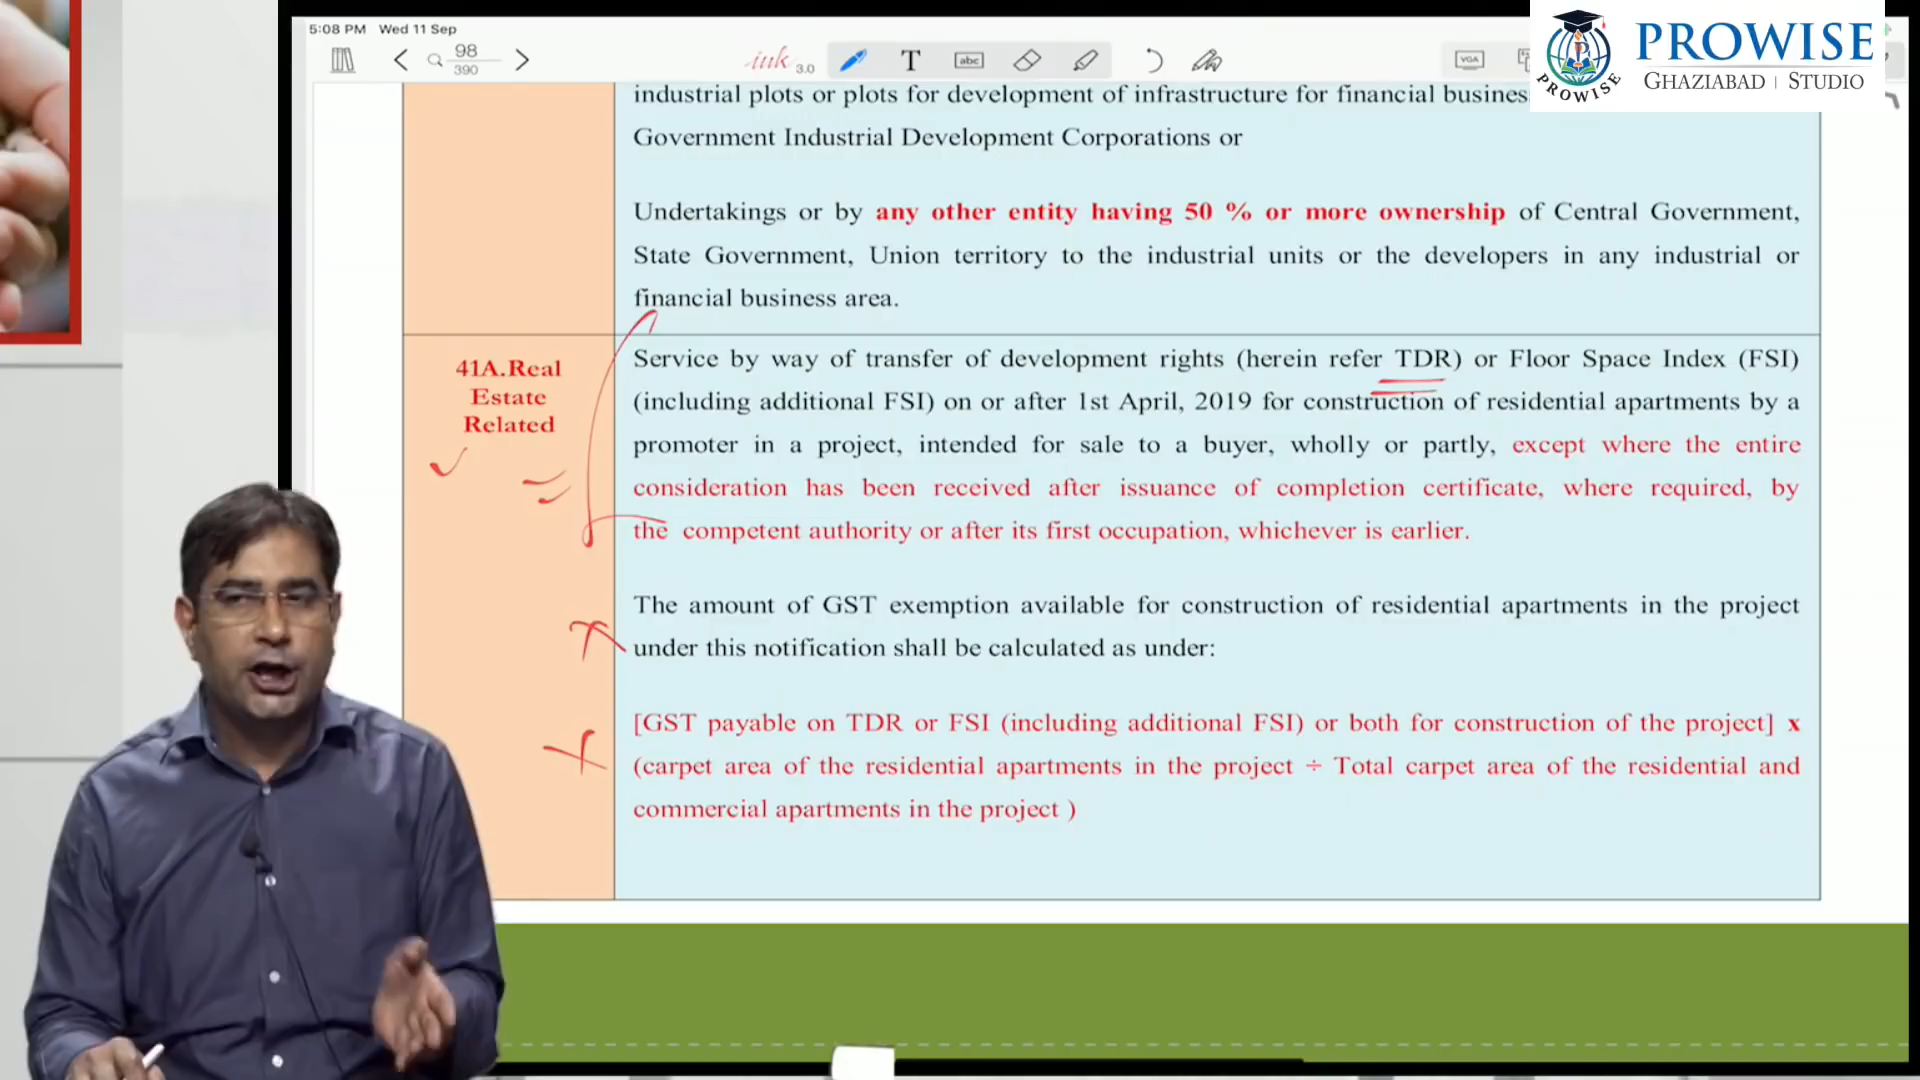 5:08 PM Wed 11 Sep
98
390
ink 3.0
T
abc
VGA
PROWISE
PROWISE
GHAZIABAD | STUDIO
industrial plots or plots for development of infrastructure for financial
Government Industrial Development Corporations or
Undertakings or by any other entity having 50 % or more ownership of Central Government,
State Government, Union territory to the industrial units or the developers in any industrial or
financial business area.
41A.Real
Estate
Related
Service by way of transfer of development rights (herein refer TDR) or Floor Space Index (FSI)
(including additional FSI) on or after 1st April, 2019 for construction of residential apartments by a
promoter in a project, intended for sale to a buyer, wholly or partly, except where the entire
consideration has been received after issuance of completion certificate, where required, by
the competent authority or after its first occupation, whichever is earlier.
The amount of GST exemption available for construction of residential apartments in the project
under this notification shall be calculated as under:
[GST payable on TDR or FSI (including additional FSI) or both for construction of the project] x
(carpet area of the residential apartments in the project ÷ Total carpet area of the residential and
commercial apartments in the project )